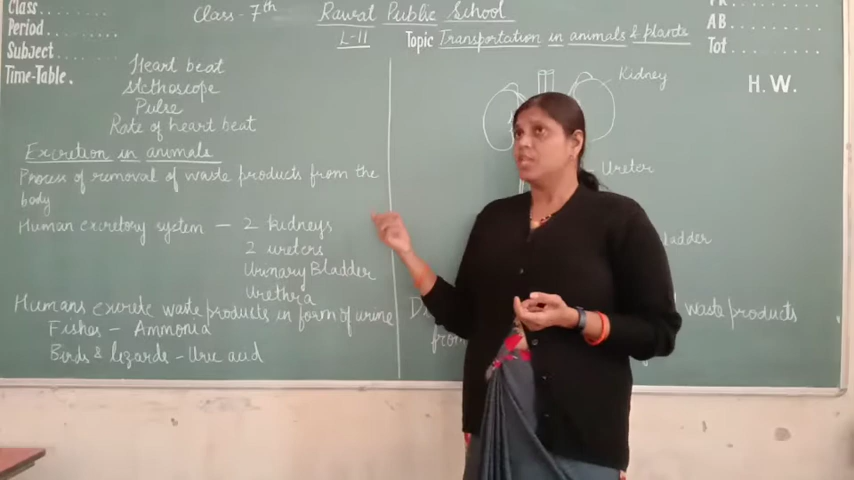 Class..........
Period..........
Subject..........
Time-Table.
Class - 7th
Rawal Public School
L-11
Topic Transportation in animals & plants
AB..........
Tot..........
H.W.
Heart beat
Stethoscope
Pulse
Rate of heart beat
Excretion in animals
Process of removal of waste products from the
body
Human excretory system - 2 kidneys
2 ureters
Urinary Bladder
Urethira
Humans excrete waste products in form of urine
Fishes - Ammonia
Birds & lizards - Uric acid
Kidney
Ureter
waste products